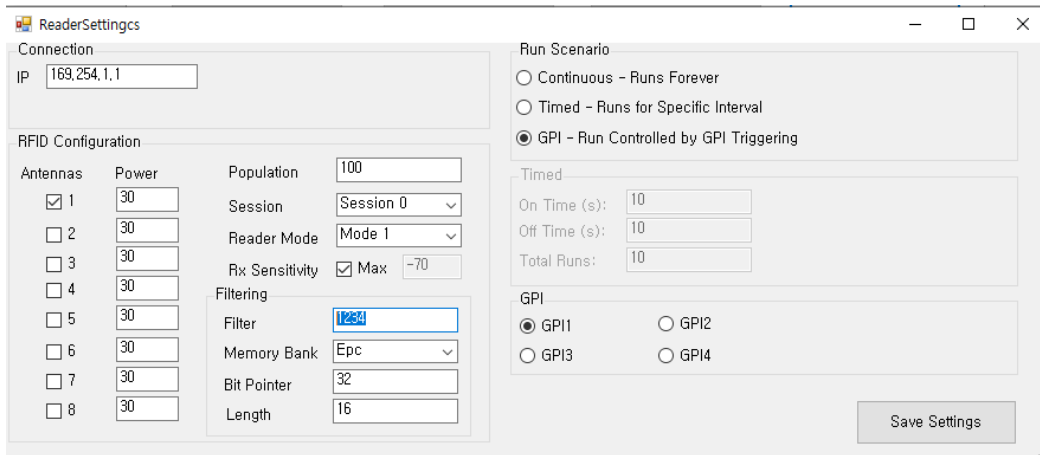 ReaderSettingcs
Connection
IP 169,254,1,1
RFID Configuration
Antennas Power
1 30
2 30
3 30
4 30
5 30
6 30
7 30
8 30
Population 100
Session Session 0
Reader Mode Mode 1
Rx Sensitivity Max -70
Filtering
Filter 1234
Memory Bank Epc
Bit Pointer 32
Length 16
Run Scenario
Continuous - Runs Forever
Timed - Runs for Specific Interval
GPI - Run Controlled by GPI Triggering
Timed
On Time (s): 10
Off Time (s): 10
Total Runs: 10
GPI
GPI1 GPI2
GPI3 GPI4
Save Settings